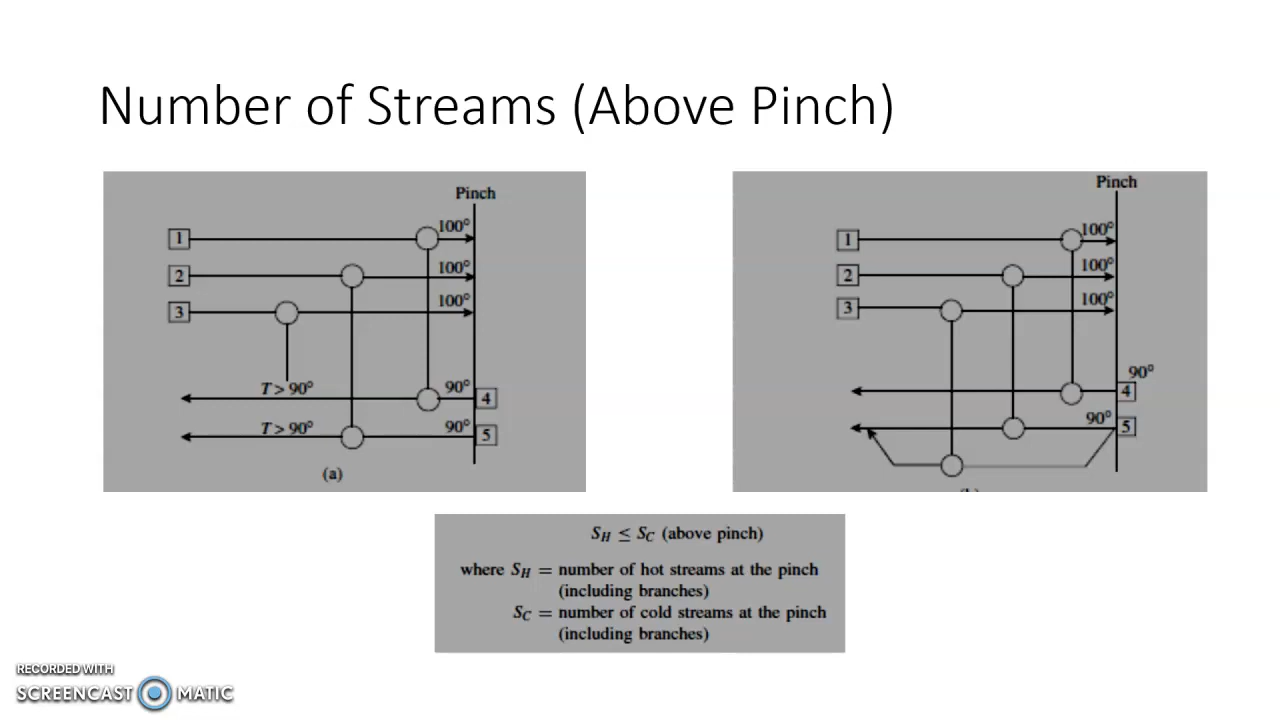 Number of Streams (Above Pinch)
Pinch
1
100°
2
100°
3
100°
T > 90°
90°
4
T > 90°
90°
5
(a)
Pinch
1
100°
2
100°
3
100°
90°
4
90°
5
S_H ≤ S_C (above pinch)
where S_H = number of hot streams at the pinch
(including branches)
S_C = number of cold streams at the pinch
(including branches)
RECORDED WITH
SCREENCAST MATIC